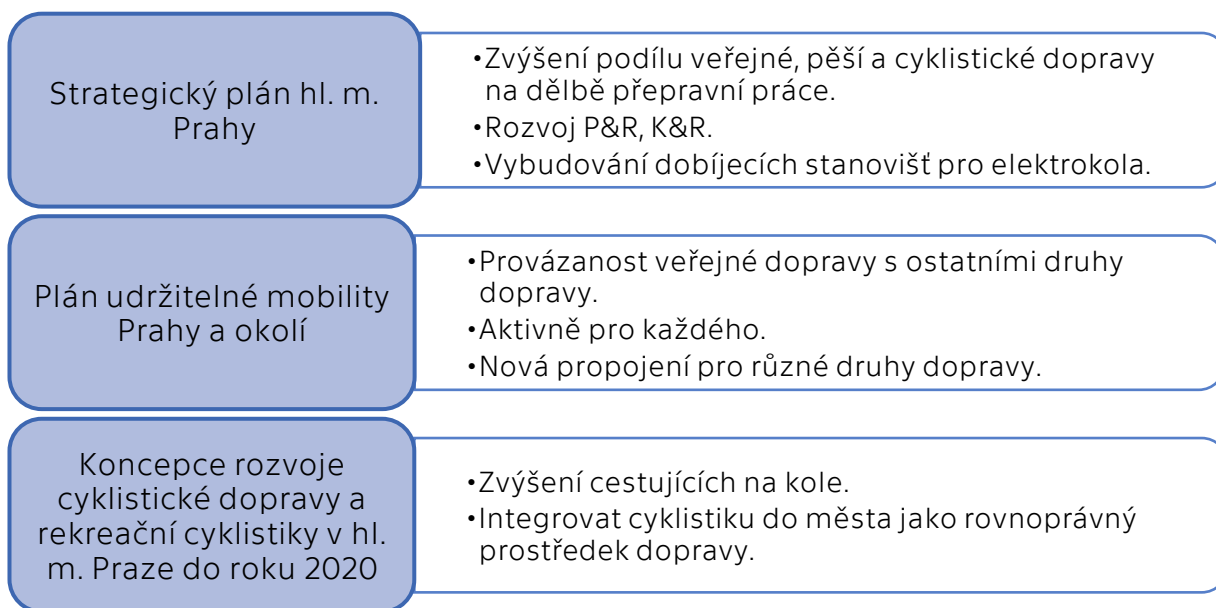 Strategický plán hl. m.
Prahy
•Zvýšení podílu veřejné, pěší a cyklistické dopravy
na dělbě přepravní práce.
•Rozvoj P&R, K&R.
•Vybudování dobíjecích stanovišť pro elektrokola.
Plán udržitelné mobility
Prahy a okolí
•Provázanost veřejné dopravy s ostatními druhy
dopravy.
•Aktivně pro každého.
•Nová propojení pro různé druhy dopravy.
Koncepce rozvoje
cyklistické dopravy a
rekreační cyklistiky v hl.
m. Praze do roku 2020
•Zvýšení cestujících na kole.
•Integrovat cyklistiku do města jako rovnoprávný
prostředek dopravy.